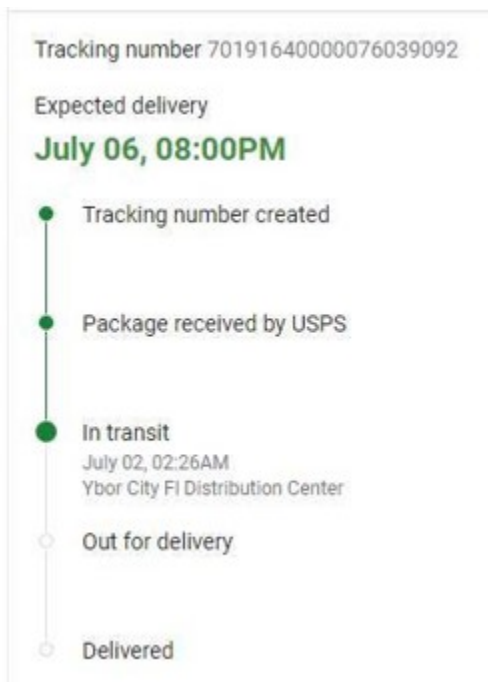 Tracking number 70191640000076039092
Expected delivery
July 06, 08:00PM
Tracking number created
Package received by USPS
In transit
July 02, 02:26AM
Ybor City Fl Distribution Center
Out for delivery
Delivered